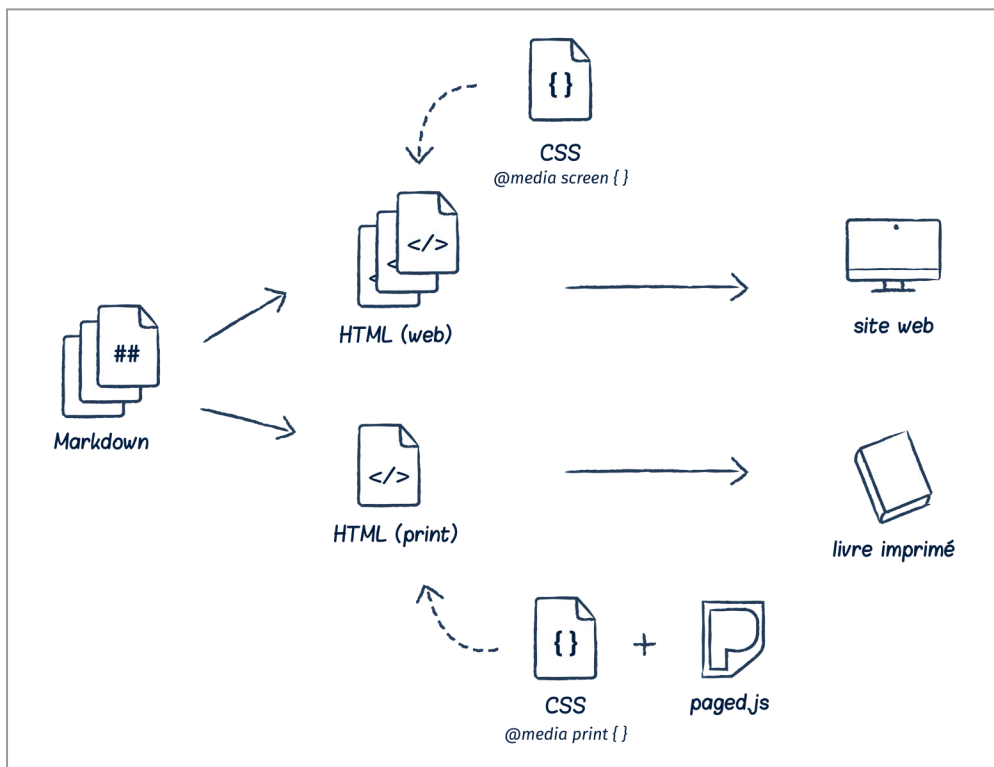 { }
CSS
@media screen { }
</>
<
<
HTML (web)
site web
##
Markdown
</>
HTML (print)
livre imprimé
{ }
+
P
CSS
paged.js
@media print { }